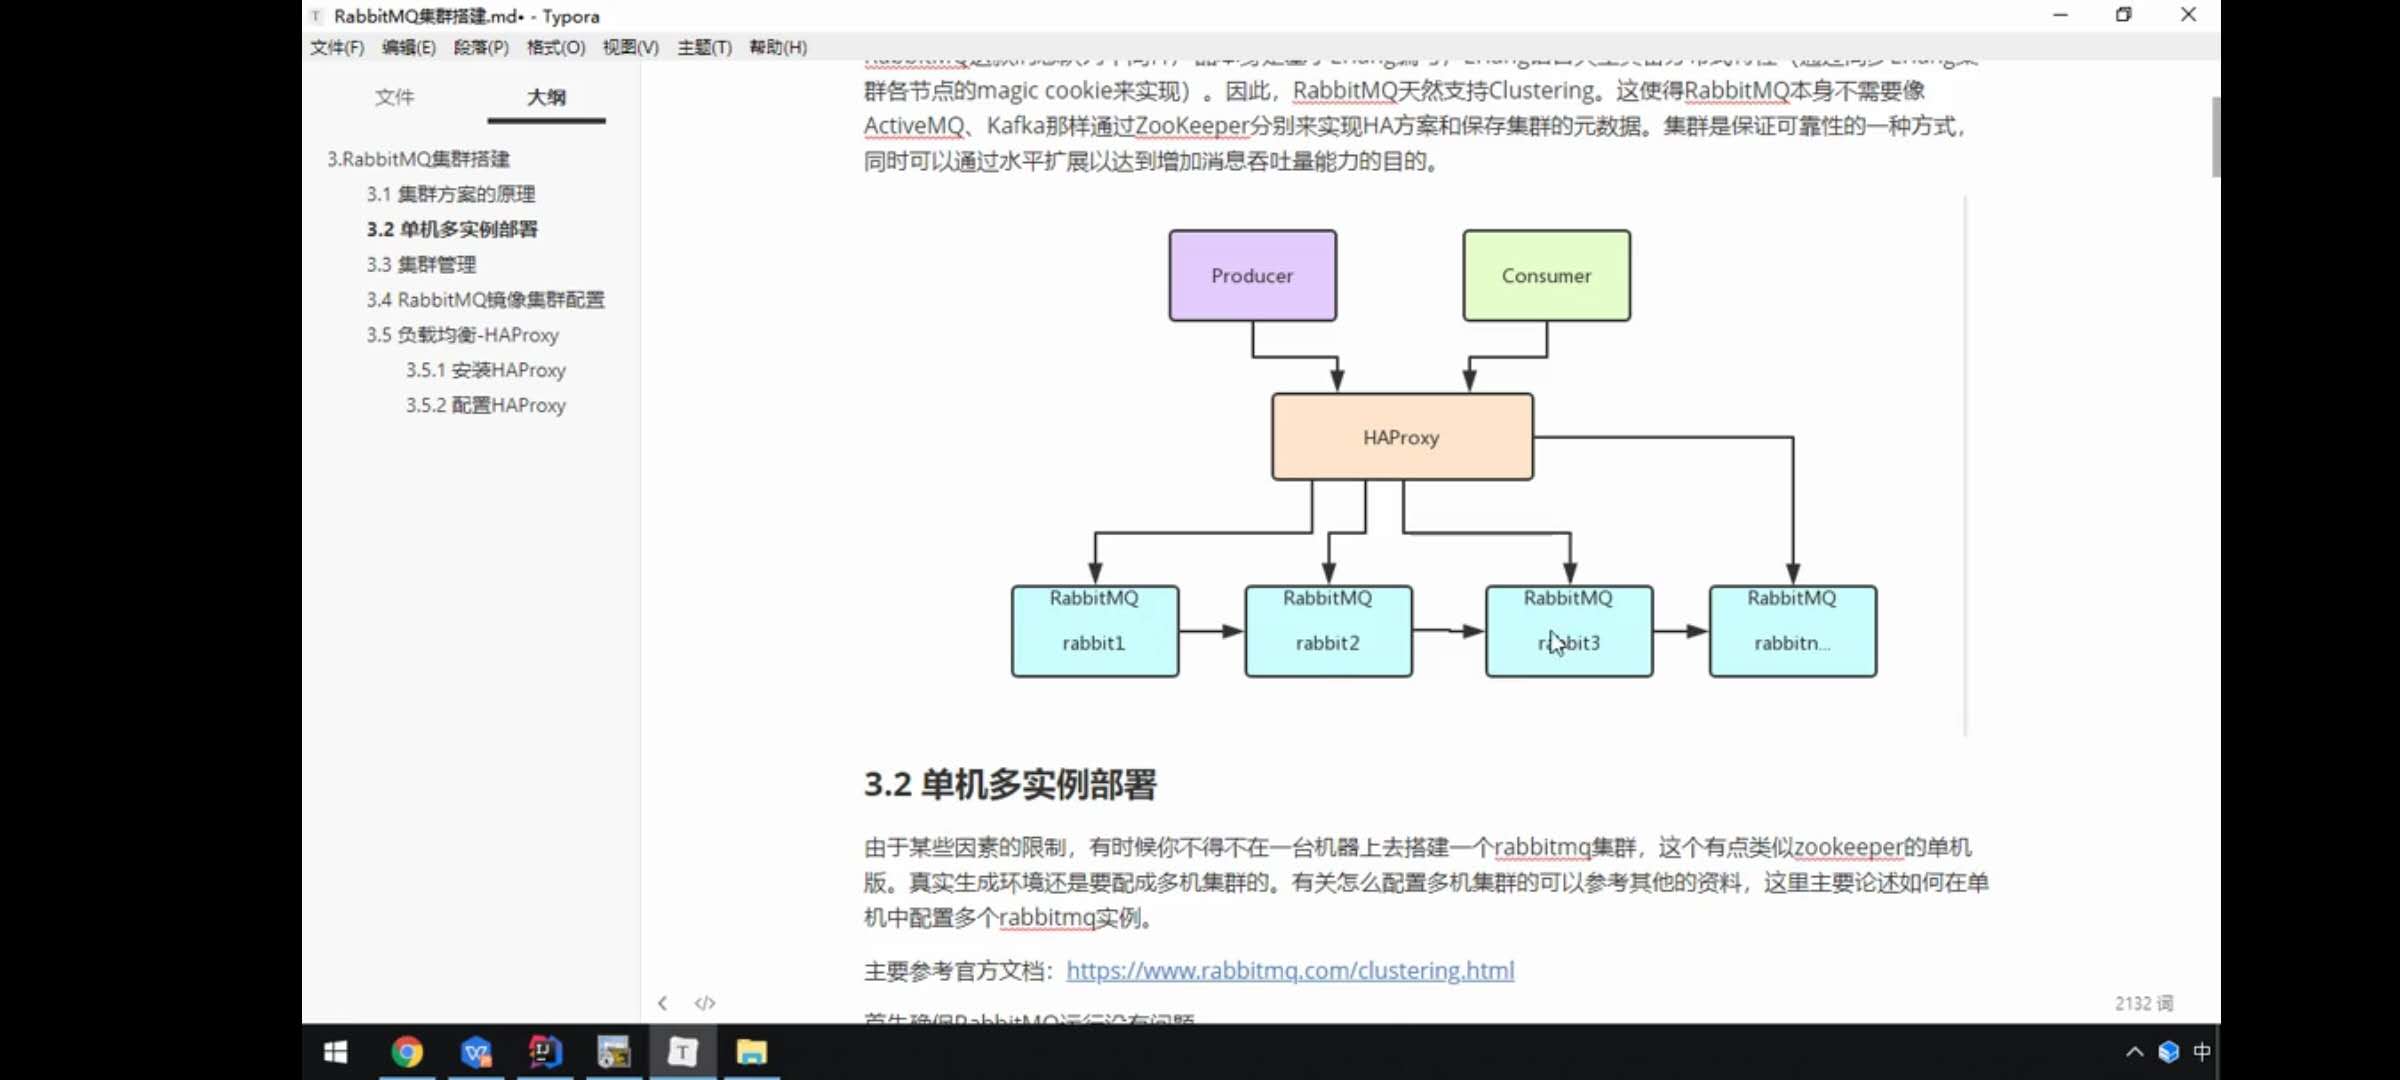 RabbitMQ集群搭建.md• - Typora
文件(F) 编辑(E) 段落(P) 格式(O) 视图(V) 主题(T) 帮助(H)
文件 大纲
3.RabbitMQ集群搭建
3.1 集群方案的原理
3.2 单机多实例部署
3.3 集群管理
3.4 RabbitMQ镜像集群配置
3.5 负载均衡-HAProxy
3.5.1 安装HAProxy
3.5.2 配置HAProxy
群各节点的magic cookie来实现）。因此，RabbitMQ天然支持Clustering。这使得RabbitMQ本身不需要像
ActiveMQ、Kafka那样通过ZooKeeper分别来实现HA方案和保存集群的元数据。集群是保证可靠性的一种方式，
同时可以通过水平扩展以达到增加消息吞吐量能力的目的。
Producer
Consumer
HAProxy
RabbitMQ
rabbit1
RabbitMQ
rabbit2
RabbitMQ
rabbit3
RabbitMQ
rabbitn...
3.2 单机多实例部署
由于某些因素的限制，有时候你不得不在一台机器上去搭建一个rabbitmq集群，这个有点类似zookeeper的单机
版。真实生成环境还是要配成多机集群的。有关怎么配置多机集群的可以参考其他的资料，这里主要论述如何在单
机中配置多个rabbitmq实例。
主要参考官方文档：https://www.rabbitmq.com/clustering.html
首先确保RabbitMQ运行没有问题
2132 词
中